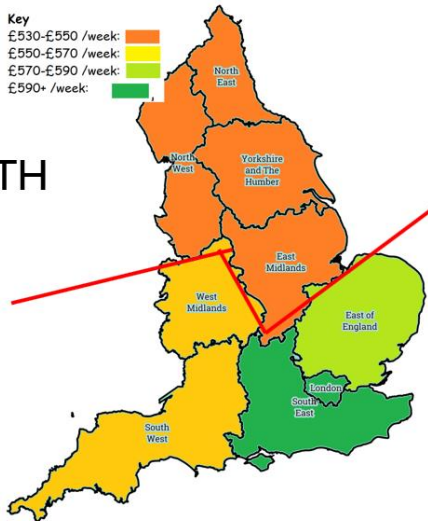 Key
£530-£550 /week:
£550-£570 /week:
£570-£590 /week:
£590+ /week:
North
East
TH
North
West
Yorkshire
and The
Humber
East
Midlands
West
Midlands
East of
England
London
South
East
South
West